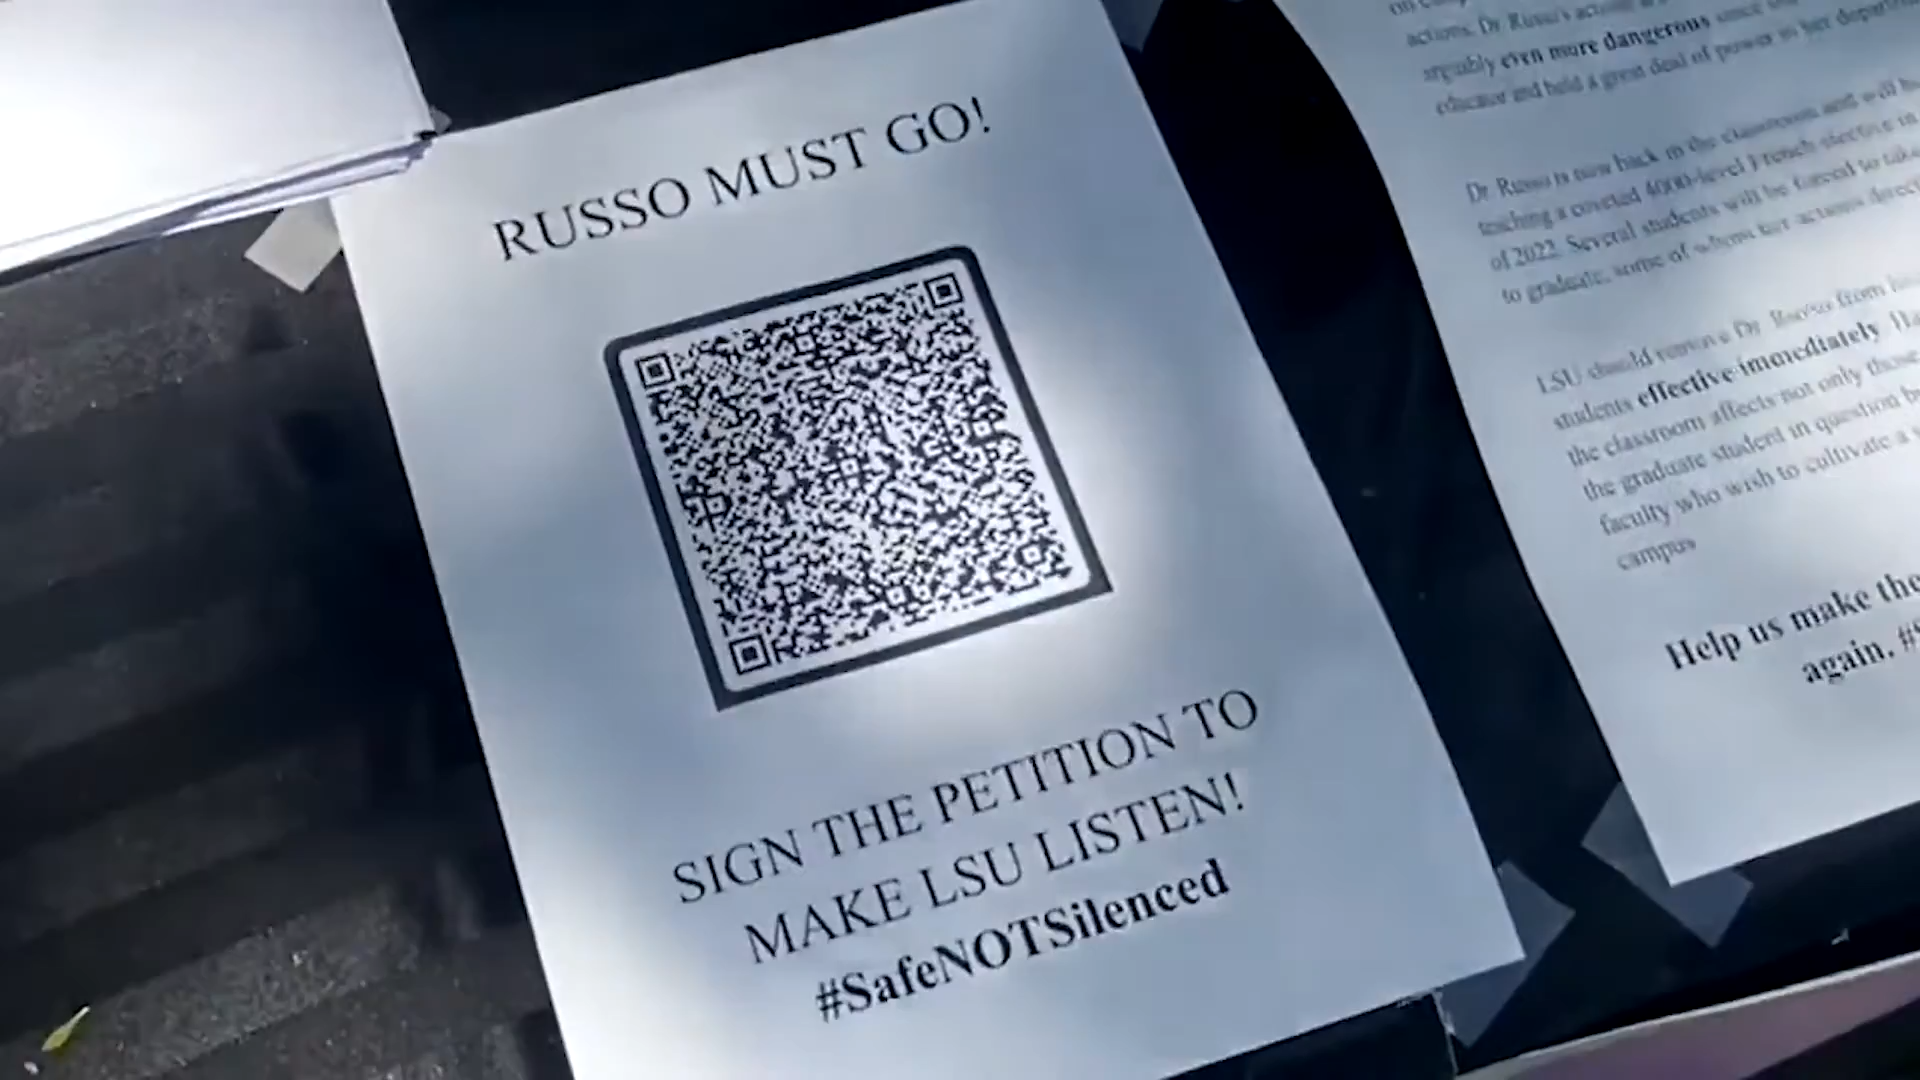 RUSSO MUST GO!
SIGN THE PETITION TO
MAKE LSU LISTEN!
#SafeNOTSilenced
on
actions. Dr. Russo's actions
arguably even more dangerous since
educator and held a great deal of power in her
Dr. Russo is now back in the classroom and will
teaching a coveted 4000-level French elective in
of 2022. Several students will be forced to take
to graduate, some of whom her actions
LSU should remove Dr. Russo from
students effective immediately.
the classroom affects not only those
the graduate student in question
faculty who wish to cultivate a
campus
Help us make
again.